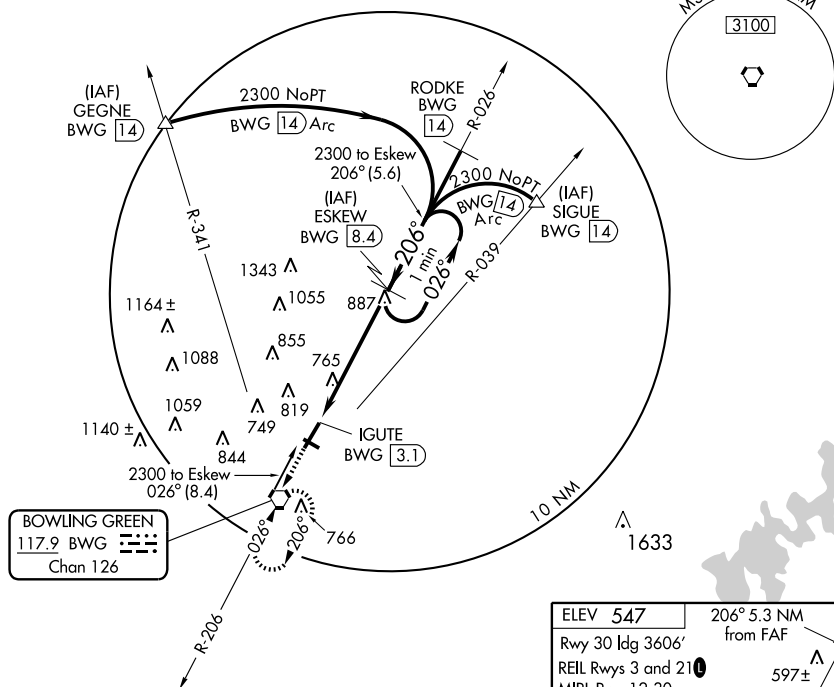 3100
(IAF)
GEGNE
BWG 14
2300 NoPT
BWG 14 Arc
RODKE
BWG
14
R-026
2300 to Eskew
206° (5.6)
2300 NoPT
BWG 14
Arc
(IAF)
SIGUE
BWG 14
(IAF)
ESKEW
BWG 8.4
206°
1 min
026°
R-039
R-341
1343
1055
887
1164 ±
1088
855
765
819
749
1059
1140 ±
844
IGUTE
BWG 3.1
2300 to Eskew
026° (8.4)
BOWLING GREEN
117.9 BWG
Chan 126
026°
206°
766
10 NM
1633
R-206
ELEV 547
Rwy 30 ldg 3606'
REIL Rwys 3 and 21 L
206° 5.3 NM
from FAF
597 ±